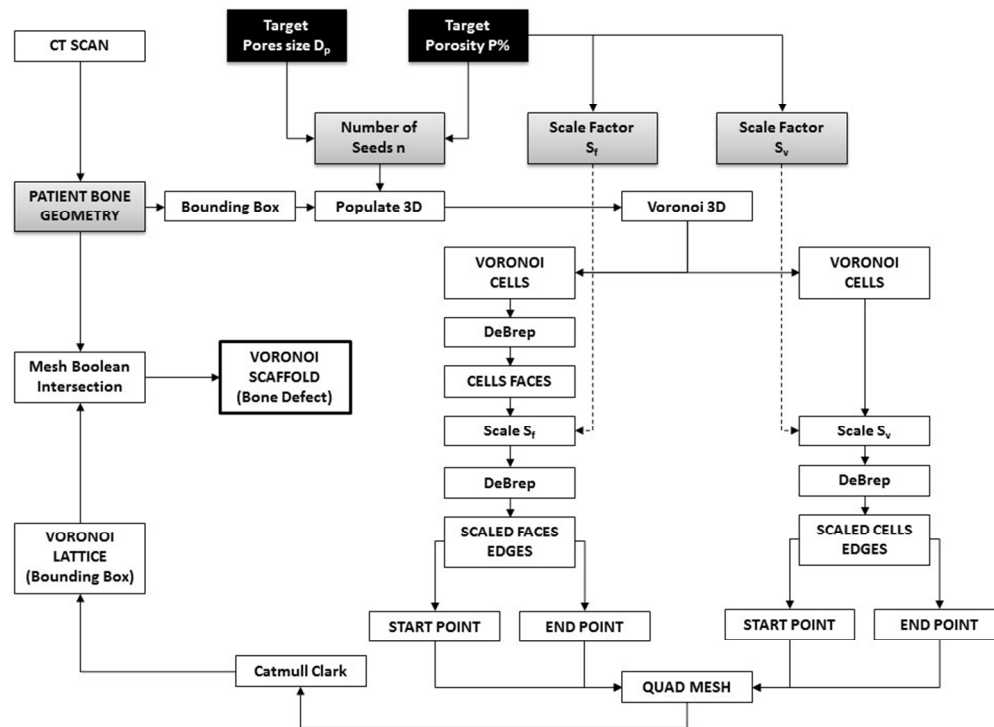 Target
Pores size Dp
Target
Porosity P%
CT SCAN
Number of
Seeds n
Scale Factor
Sf
Scale Factor
Sv
PATIENT BONE
GEOMETRY
Bounding Box
Populate 3D
Voronoi 3D
VORONOI
CELLS
VORONOI
CELLS
DeBrep
Mesh Boolean
Intersection
VORONOI
SCAFFOLD
(Bone Defect)
CELLS FACES
Scale Sf
Scale Sv
DeBrep
DeBrep
VORONOI
LATTICE
(Bounding Box)
SCALED FACES
EDGES
SCALED CELLS
EDGES
START POINT
END POINT
START POINT
END POINT
Catmull Clark
QUAD MESH